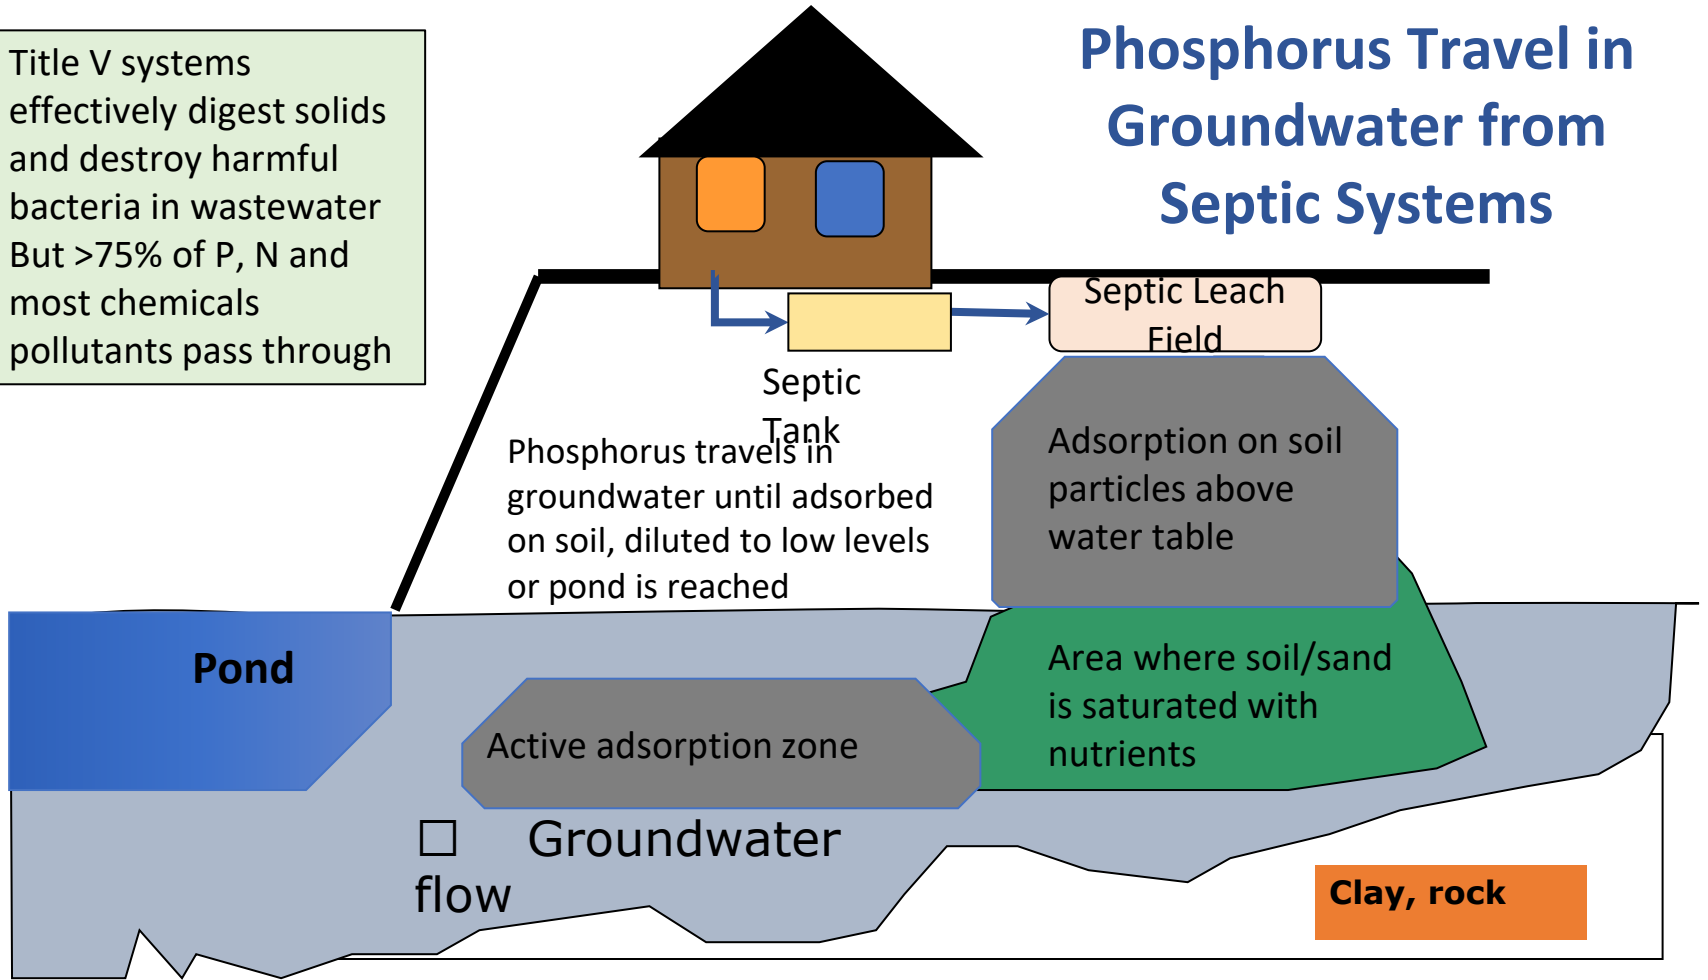 Title V systems
effectively digest solids
and destroy harmful
bacteria in wastewater
But >75% of P, N and
most chemicals
pollutants pass through
Phosphorus Travel in
Groundwater from
Septic Systems
Septic Leach
Field
Septic
Tank
Phosphorus travels in
groundwater until adsorbed
on soil, diluted to low levels
or pond is reached
Adsorption on soil
particles above
water table
Pond
Area where soil/sand
is saturated with
nutrients
Active adsorption zone
□ Groundwater
flow
Clay, rock